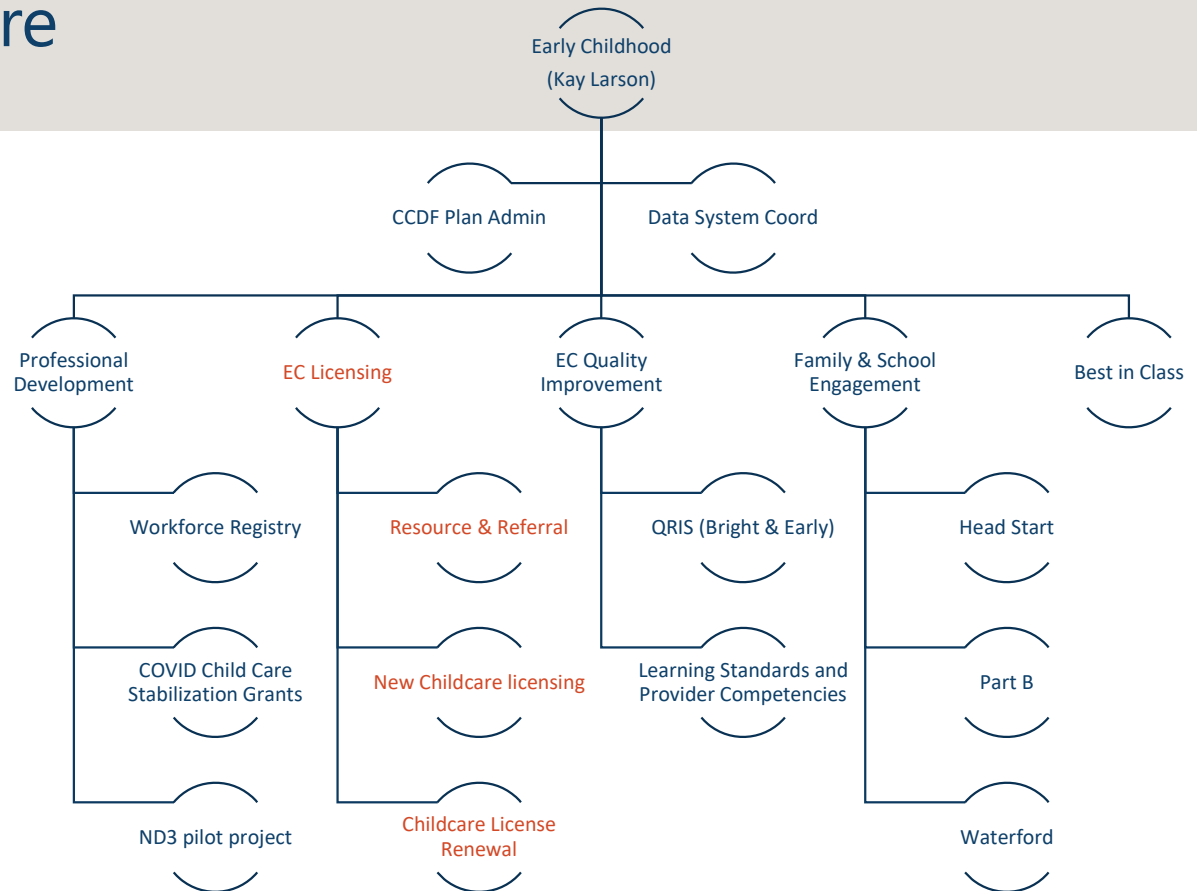 re
Early Childhood
(Kay Larson)
CCDF Plan Admin
Data System Coord
Professional
Development
EC Licensing
EC Quality
Improvement
Family & School
Engagement
Best in Class
Workforce Registry
Resource & Referral
QRIS (Bright & Early)
Head Start
COVID Child Care
Stabilization Grants
New Childcare licensing
Learning Standards and
Provider Competencies
Part B
ND3 pilot project
Childcare License
Renewal
Waterford